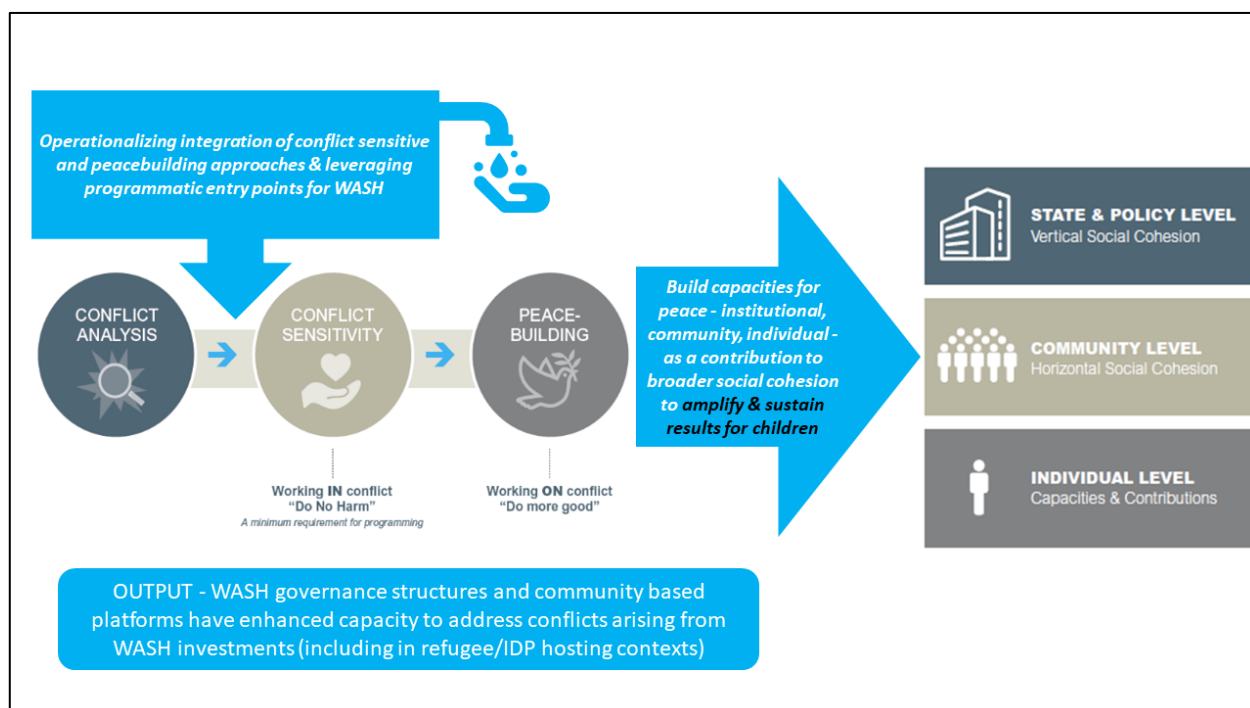 Operationalizing integration of conflict sensitive
and peacebuilding approaches & leveraging
programmatic entry points for WASH
CONFLICT
ANALYSIS
CONFLICT
SENSITIVITY
PEACE-
BUILDING
Working IN conflict
“Do No Harm”
A minimum requirement for programming
Working ON conflict
“Do more good”
Build capacities for
peace - institutional,
community, individual -
as a contribution to
broader social cohesion
to amplify & sustain
results for children
STATE & POLICY LEVEL
Vertical Social Cohesion
COMMUNITY LEVEL
Horizontal Social Cohesion
INDIVIDUAL LEVEL
Capacities & Contributions
OUTPUT - WASH governance structures and community based
platforms have enhanced capacity to address conflicts arising from
WASH investments (including in refugee/IDP hosting contexts)